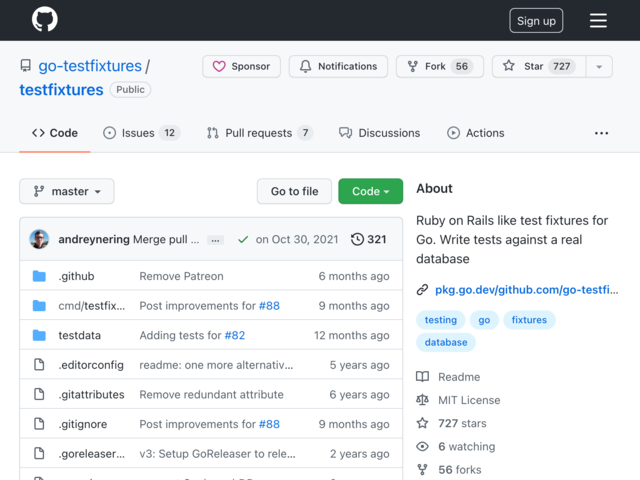 Sign up
go-testfixtures /
testfixtures Public
Sponsor
Notifications
Fork 56
Star 727
Code
Issues 12
Pull requests 7
Discussions
Actions
...
master
Go to file
Code
andreynering Merge pull ... ... on Oct 30, 2021 321
.github Remove Patreon 6 months ago
cmd/testfix... Post improvements for #88 9 months ago
testdata Adding tests for #82 12 months ago
.editorconfig readme: one more alternativ... 5 years ago
.gitattributes Remove redundant attribute 6 years ago
.gitignore Post improvements for #88 9 months ago
.goreleaser... v3: Setup GoReleaser to rele... 2 years ago
About
Ruby on Rails like test fixtures for
Go. Write tests against a real
database
pkg.go.dev/github.com/go-testfi...
testing go fixtures
database
Readme
MIT License
727 stars
6 watching
56 forks